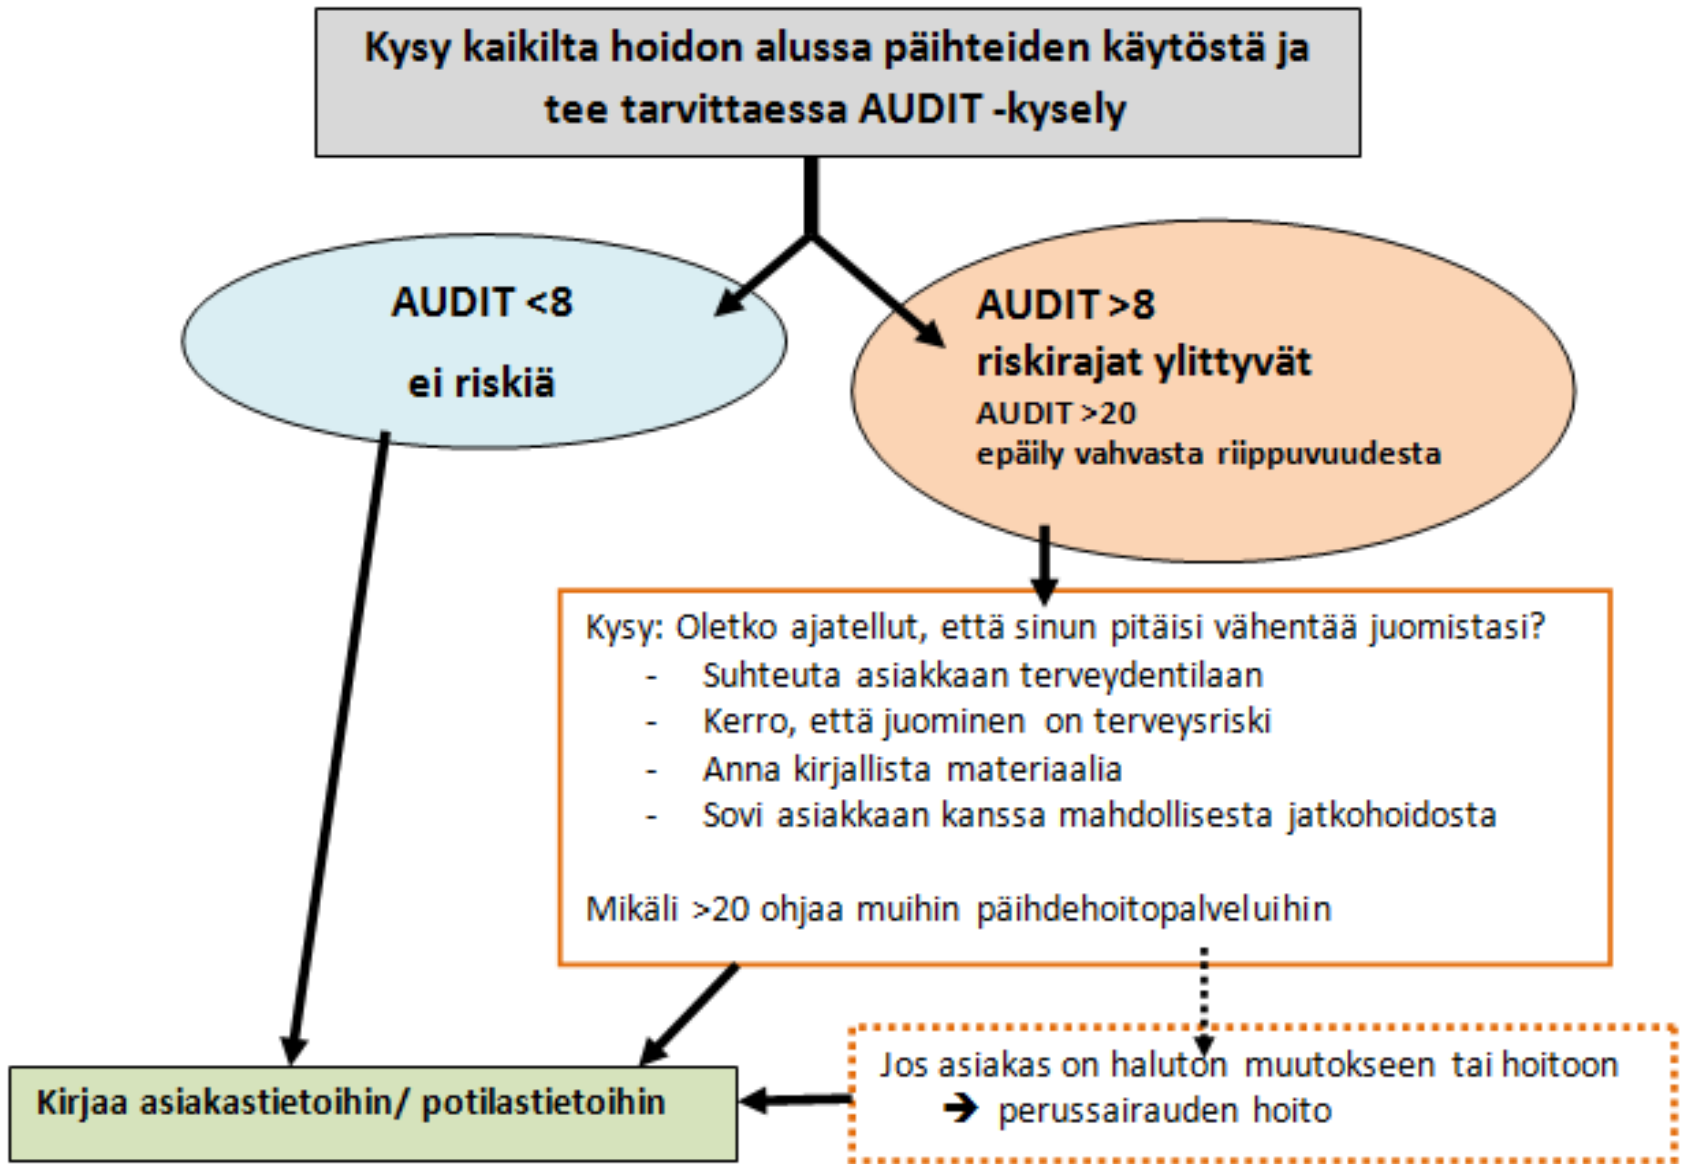 Kysy kaikilta hoidon alussa päihteiden käytöstä ja
tee tarvittaessa AUDIT -kysely
AUDIT <8
ei riskiä
AUDIT >8
riskirajat ylittyvät
AUDIT >20
epäily vahvasta riippuvuudesta
Kysy: Oletko ajatellut, että sinun pitäisi vähentää juomistasi?
- Suhteuta asiakkaan terveydentilaan
- Kerro, että juominen on terveysriski
- Anna kirjallista materiaalia
- Sovi asiakkaan kanssa mahdollisesta jatkohoidosta
Mikäli >20 ohjaa muihin päihdehoitopalveluihin
Jos asiakas on haluton muutokseen tai hoitoon
➔ perussairauden hoito
Kirjaa asiakastietoihin/ potilastietoihin